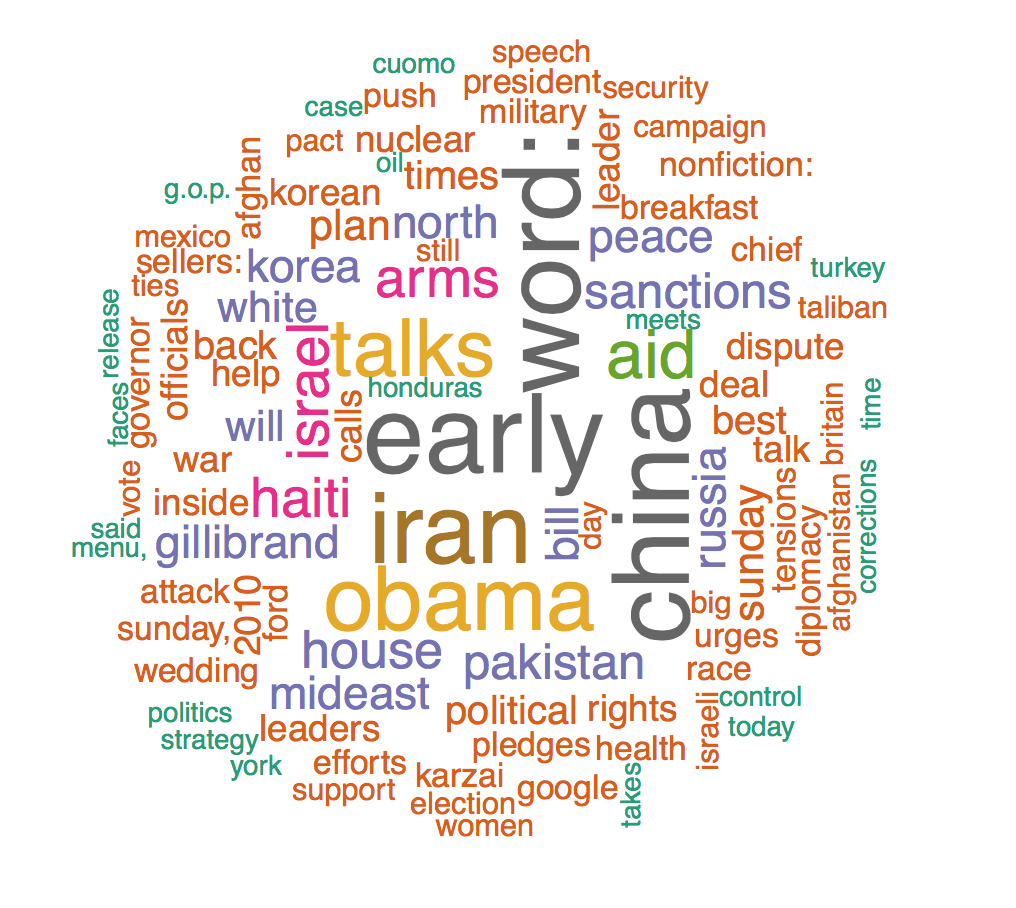 speech
cuomo
president
security
case
push
military
leader
campaign
pact
nuclear
oil
times
word:
nonfiction:
afghan
g.o.p.
korean
breakfast
plan
north
peace
chief
mexico
still
sellers:
korea
arms
sanctions
turkey
ties
white
meets
taliban
release
officials
back
israel
talks
aid
dispute
governor
help
honduras
deal
faces
will
calls
early
china
best
britain
time
war
talk
vote
inside
haiti
iran
bill
day
russia
sunday
tensions
said
menu,
gillibrand
diplomacy
afghanistan
corrections
attack
2010
ford
obama
big
sunday,
house
urges
wedding
pakistan
race
mideast
politics
political
rights
israeli
control
leaders
today
strategy
pledges
health
york
efforts
karzai
google
takes
support
election
women